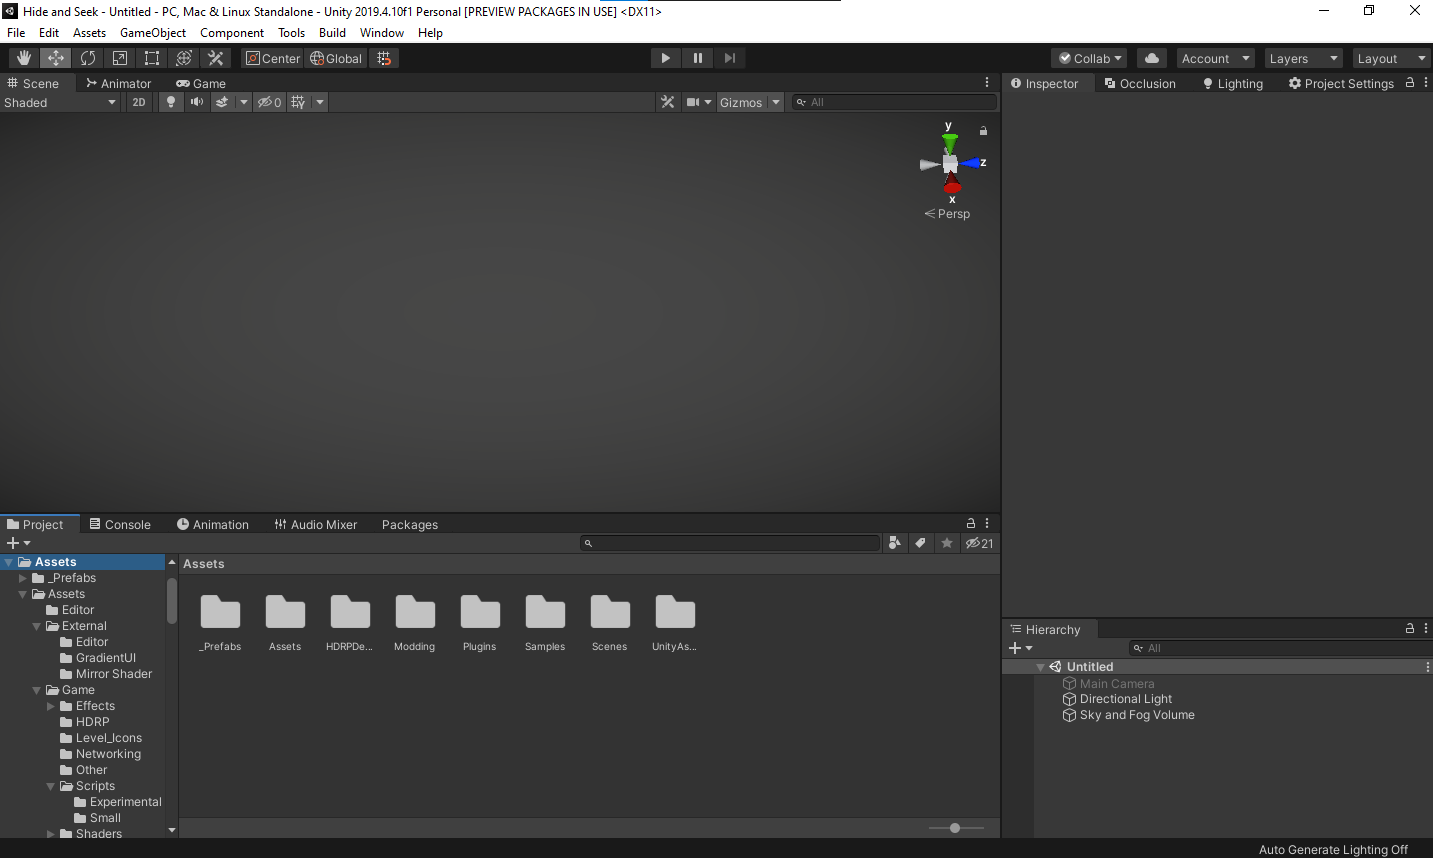 Hide and Seek - Untitled - PC, Mac & Linux Standalone - Unity 2019.4.10f1 Personal [PREVIEW PACKAGES IN USE] <DX11>
File Edit Assets GameObject Component Tools Build Window Help
Center Global Collab Account Layers Layout
Scene Animator Game
Shaded 2D 0 Gizmos All
y
z
x
Persp
Inspector Occlusion Lighting Project Settings
Project Console Animation Audio Mixer Packages
21
Assets
_Prefabs
Assets
Editor
External
Editor
GradientUI
Mirror Shader
Game
Effects
HDRP
Level_Icons
Networking
Other
Scripts
Experimental
Small
Shaders
Assets
_Prefabs Assets HDRPDe... Modding Plugins Samples Scenes UnityAs...
Hierarchy
All
Untitled
Main Camera
Directional Light
Sky and Fog Volume
Auto Generate Lighting Off